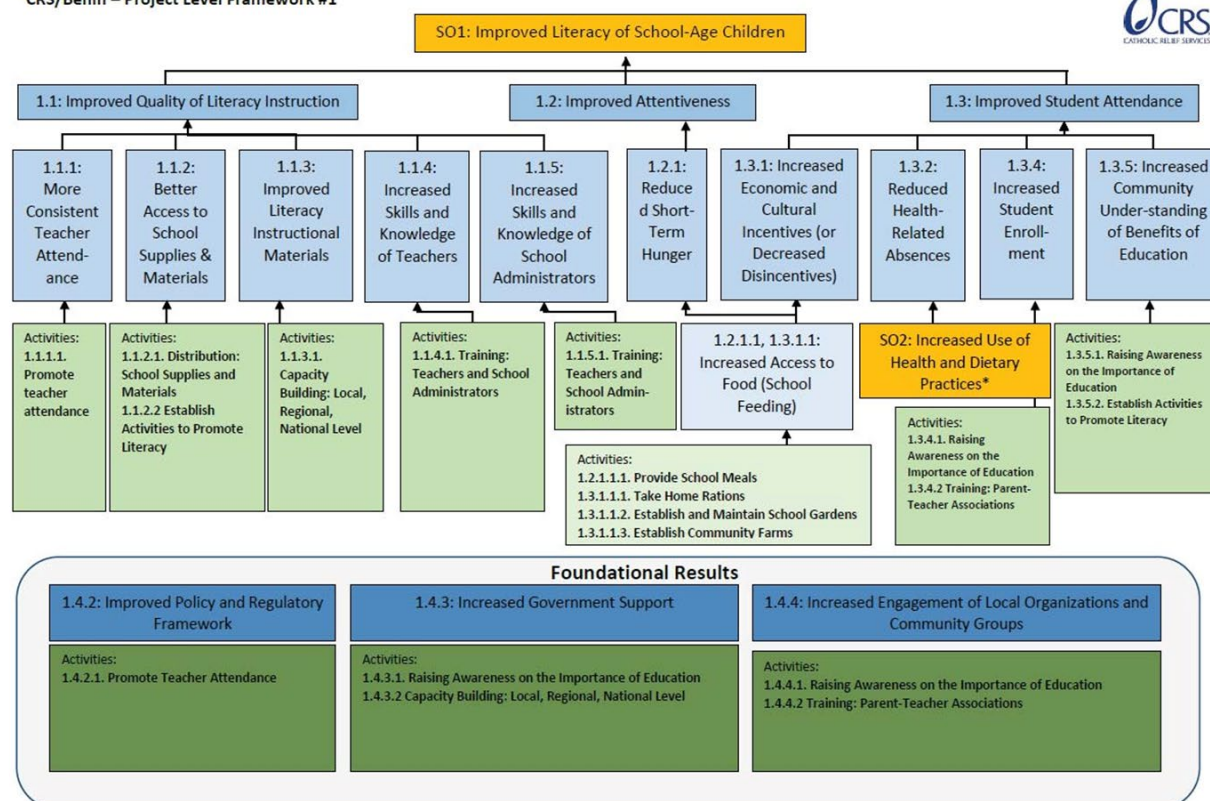 CRS/Benin – Project Level Framework #1
CRS
CATHOLIC RELIEF SERVICES
SO1: Improved Literacy of School-Age Children
1.1: Improved Quality of Literacy Instruction
1.2: Improved Attentiveness
1.3: Improved Student Attendance
1.1.1:
More
Consistent
Teacher
Attend-
ance
1.1.2:
Better
Access to
School
Supplies &
Materials
1.1.3:
Improved
Literacy
Instructional
Materials
1.1.4:
Increased
Skills and
Knowledge
of Teachers
1.1.5:
Increased
Skills and
Knowledge of
School
Administrators
1.2.1:
Reduce
d Short-
Term
Hunger
1.3.1: Increased
Economic and
Cultural
Incentives (or
Decreased
Disincentives)
1.3.2:
Reduced
Health-
Related
Absences
1.3.4:
Increased
Student
Enroll-
ment
1.3.5: Increased
Community
Under-standing
of Benefits of
Education
Activities:
1.1.1.1.
Promote
teacher
attendance
Activities:
1.1.2.1. Distribution:
School Supplies and
Materials
1.1.2.2 Establish
Activities to Promote
Literacy
Activities:
1.1.3.1.
Capacity
Building: Local,
Regional,
National Level
Activities:
1.1.4.1. Training:
Teachers and School
Administrators
Activities:
1.1.5.1. Training:
Teachers and
School Admin-
istrators
1.2.1.1, 1.3.1.1:
Increased Access to
Food (School
Feeding)
SO2: Increased Use of
Health and Dietary
Practices*
Activities:
1.3.5.1. Raising Awareness
on the Importance of
Education
1.3.5.2. Establish Activities
to Promote Literacy
Activities:
1.2.1.1.1. Provide School Meals
1.3.1.1.1. Take Home Rations
1.3.1.1.2. Establish and Maintain School Gardens
1.3.1.1.3. Establish Community Farms
Activities:
1.3.4.1. Raising
Awareness on the
Importance of Education
1.3.4.2 Training: Parent-
Teacher Associations
Foundational Results
1.4.2: Improved Policy and Regulatory
Framework
1.4.3: Increased Government Support
1.4.4: Increased Engagement of Local Organizations and
Community Groups
Activities:
1.4.2.1. Promote Teacher Attendance
Activities:
1.4.3.1. Raising Awareness on the Importance of Education
1.4.3.2 Capacity Building: Local, Regional, National Level
Activities:
1.4.4.1. Raising Awareness on the Importance of Education
1.4.4.2 Training: Parent-Teacher Associations